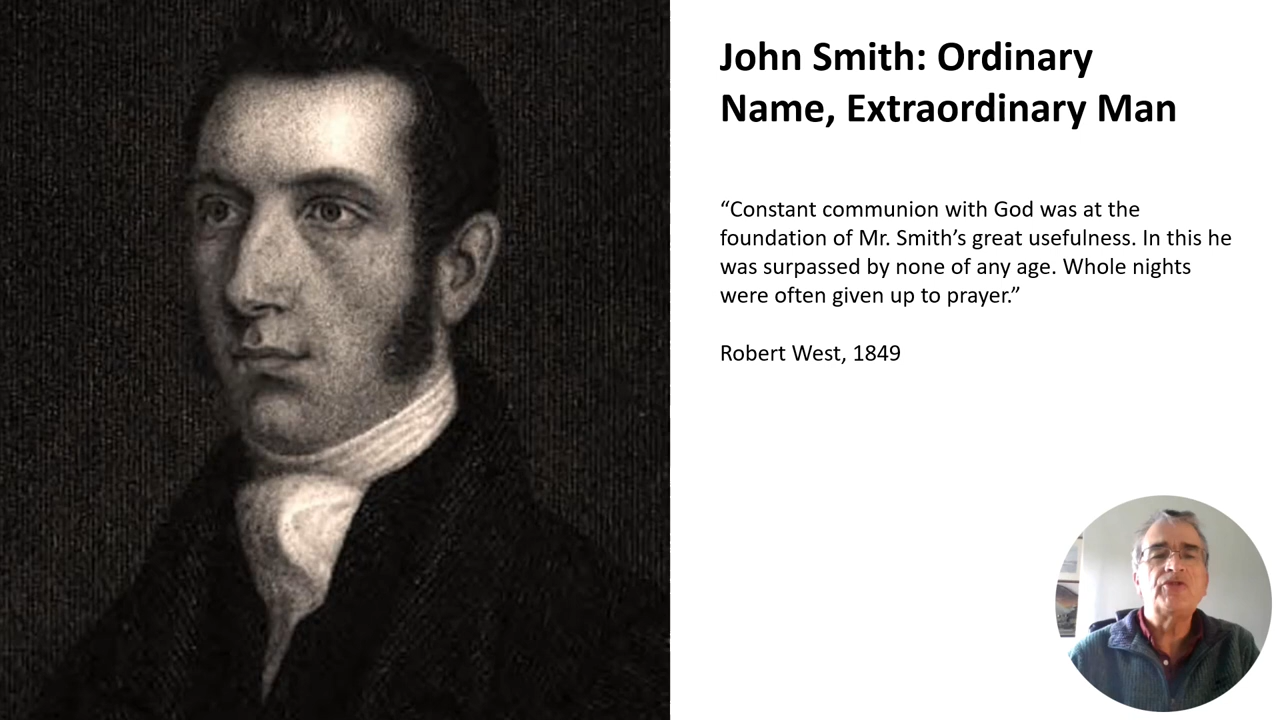 John Smith: Ordinary
Name, Extraordinary Man
“Constant communion with God was at the
foundation of Mr. Smith’s great usefulness. In this he
was surpassed by none of any age. Whole nights
were often given up to prayer.”
Robert West, 1849